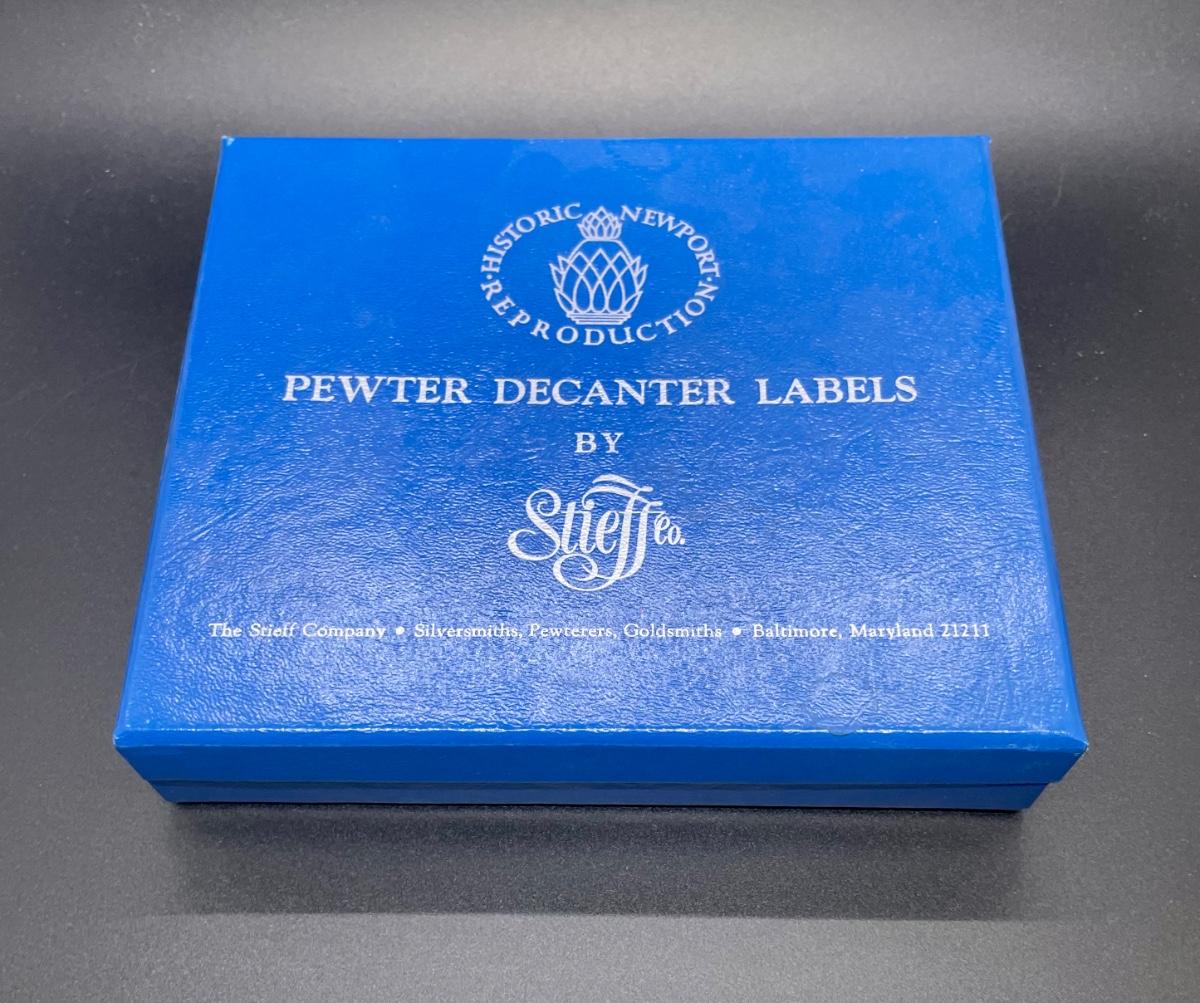 HISTORIC NEWPORT
· REPRODUCTION ·
PEWTER DECANTER LABELS
BY
Stieff Co.
The Stieff Company • Silversmiths, Pewterers, Goldsmiths • Baltimore, Maryland 21211